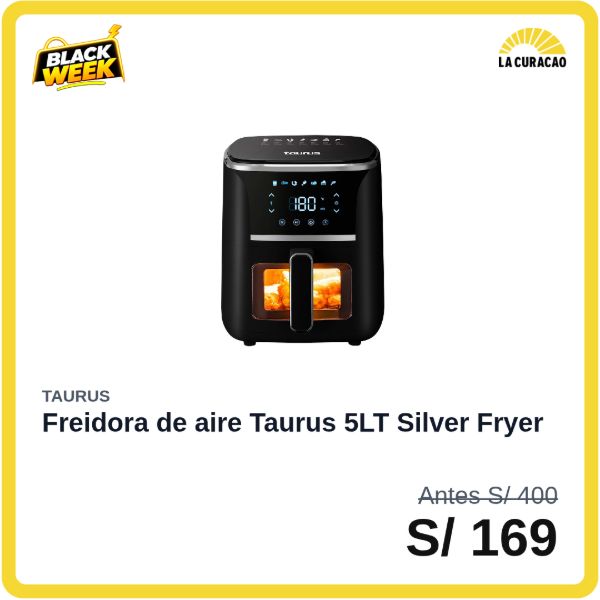 BLACK
WEEK
LA CURACAO
TAURUS
180
TAURUS
Freidora de aire Taurus 5LT Silver Fryer
Antes S/ 400
S/ 169